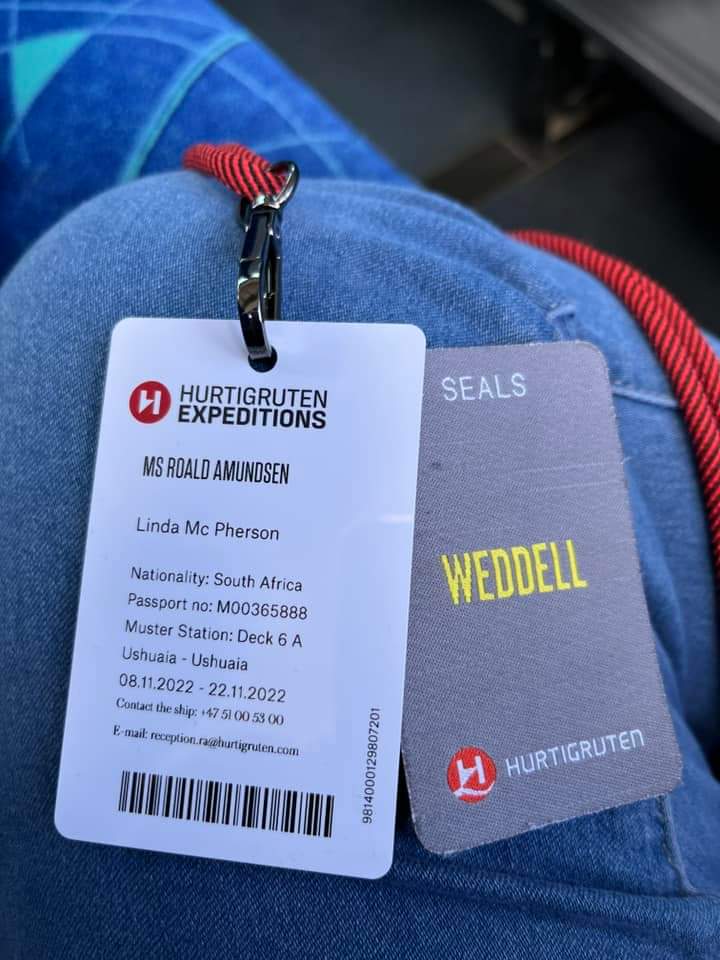 HURTIGRUTEN
EXPEDITIONS
MS ROALD AMUNDSEN
Linda Mc Pherson
Nationality: South Africa
Passport no: M00365888
Muster Station: Deck 6 A
Ushuaia - Ushuaia
08.11.2022 - 22.11.2022
Contact the ship: +47 51 00 53 00
E-mail: reception.ra@hurtigruten.com
9814000129807201
SEALS
WEDDELL
HURTIGRUTEN